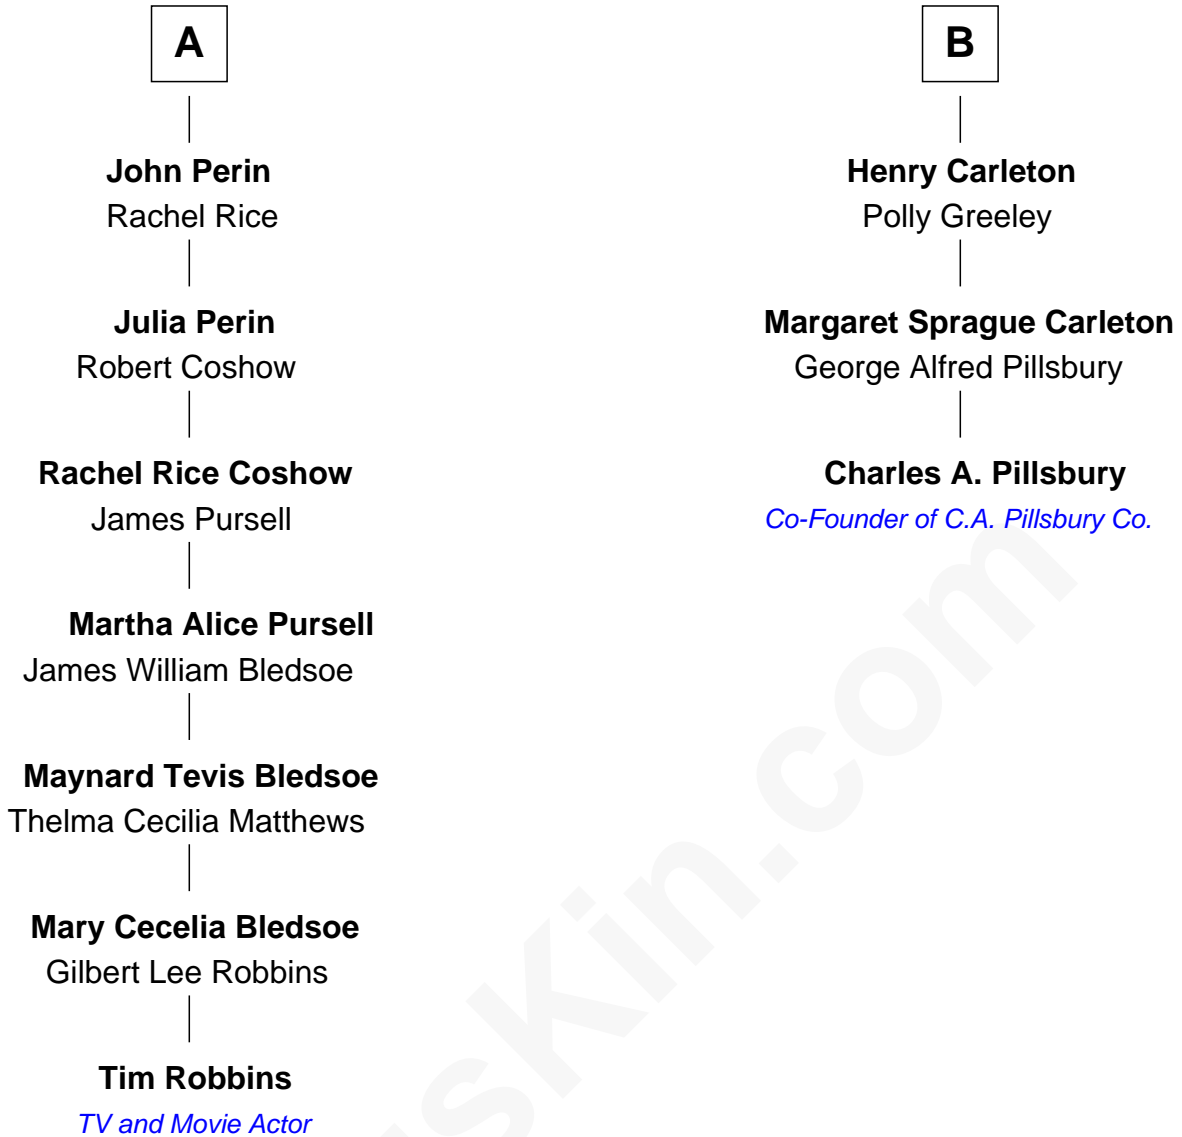 A
John Perin
Rachel Rice
Julia Perin
Robert Coshow
Rachel Rice Coshow
James Pursell
Martha Alice Pursell
James William Bledsoe
Maynard Tevis Bledsoe
Thelma Cecilia Matthews
Mary Cecelia Bledsoe
Gilbert Lee Robbins
Tim Robbins
TV and Movie Actor
B
Henry Carleton
Polly Greeley
Margaret Sprague Carleton
George Alfred Pillsbury
Charles A. Pillsbury
Co-Founder of C.A. Pillsbury Co.
usKin.com